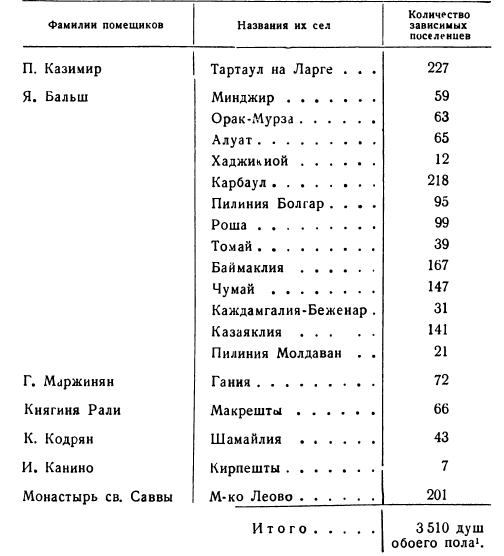 Фамилии помещиков Названия их сел Количество зависимых поселенцев
П. Казимир Тартаул на Ларге . . . 227
Я. Бальш Минджир . . . . . . . 59
Орак-Мурза . . . . . . 63
Алуат . . . . . . . . . 65
Хаджикиой . . . . . . 12
Карбаул . . . . . . . . 218
Пилиния Болгар . . . . 95
Роша . . . . . . . . . 99
Томай . . . . . . . . . 39
Баймаклия . . . . . . 167
Чумай . . . . . . . . 147
Каждамгалия-Беженар . 31
Казаяклия . . . . . 141
Пилиния Молдаван . . 21
Г. Маржинян Гания . . . . . . . . . 72
Княгиня Рали Макрешты . . . . . . . 66
К. Кодрян Шамайлия . . . . . . 43
И. Канино Кирпешты . . . . . . . 7
Монастырь св. Саввы М-ко Леово . . . . . . 201
Итого . . . . . 3 510 душ
обоего пола¹.